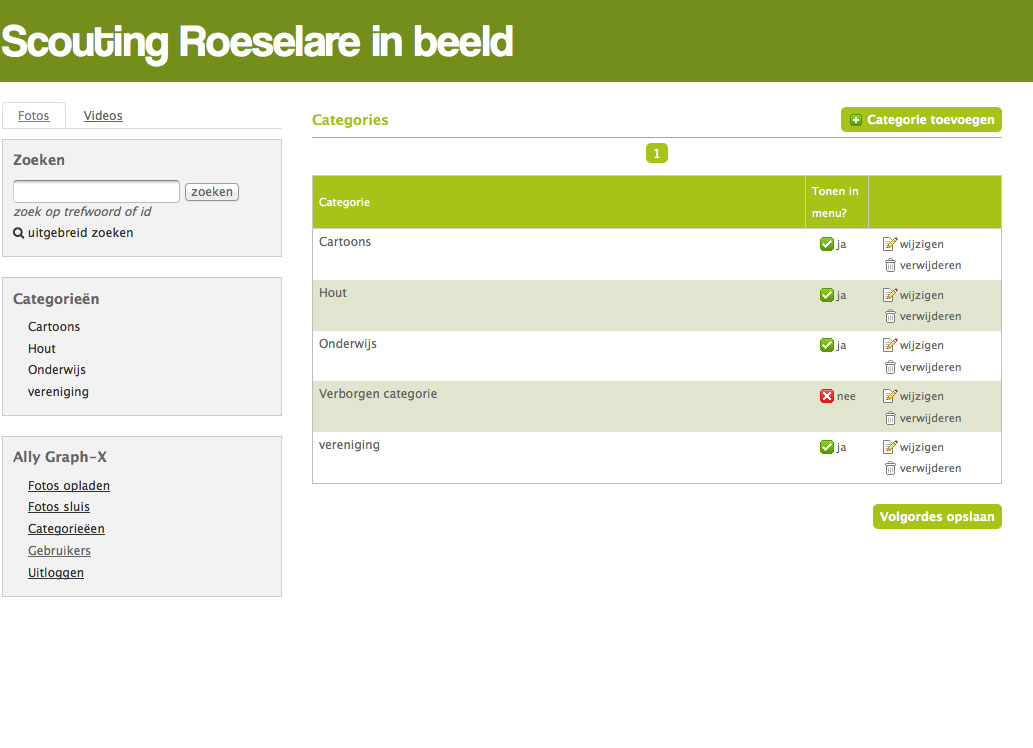 Scouting Roeselare in beeld
Fotos
Videos
Zoeken
zoeken
zoek op trefwoord of id
uitgebreid zoeken
Categorieën
Cartoons
Hout
Onderwijs
vereniging
Ally Graph-X
Fotos opladen
Fotos sluis
Categorieëen
Gebruikers
Uitloggen
Categories
Categorie toevoegen
1
Categorie
Tonen in
menu?
Cartoons
ja
wijzigen
verwijderen
Hout
ja
wijzigen
verwijderen
Onderwijs
ja
wijzigen
verwijderen
Verborgen categorie
nee
wijzigen
verwijderen
vereniging
ja
wijzigen
verwijderen
Volgordes opslaan